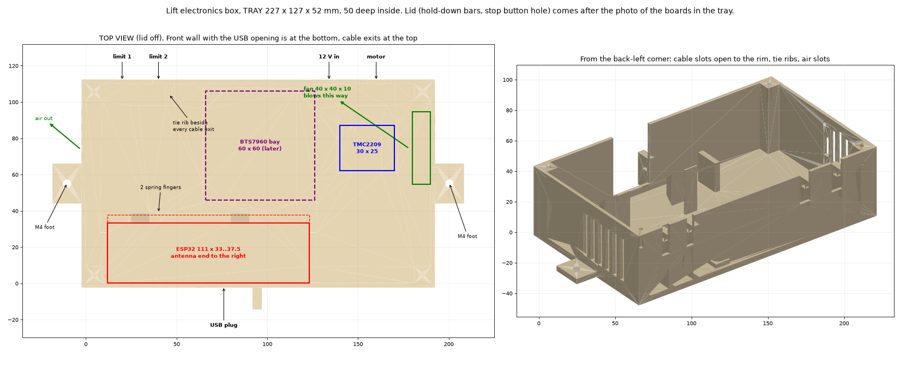 Lift electronics box, TRAY 227 x 127 x 52 mm, 50 deep inside. Lid (hold-down bars, stop button hole) comes after the photo of the boards in the tray.
TOP VIEW (lid off). Front wall with the USB opening is at the bottom, cable exits at the top
limit 1
limit 2
12 V in
motor
fan 40 x 40 x 10
blows this way
tie rib beside
every cable exit
air out
BTS7960 bay
60 x 60 (later)
TMC2209
30 x 25
2 spring fingers
M4 foot
M4 foot
ESP32 111 x 33..37.5
antenna end to the right
USB plug
120
100
80
60
40
20
0
−20
0
50
100
150
200
From the back-left corner: cable slots open to the rim, tie ribs, air slots
100
80
60
40
20
0
−20
−40
0
50
100
150
200